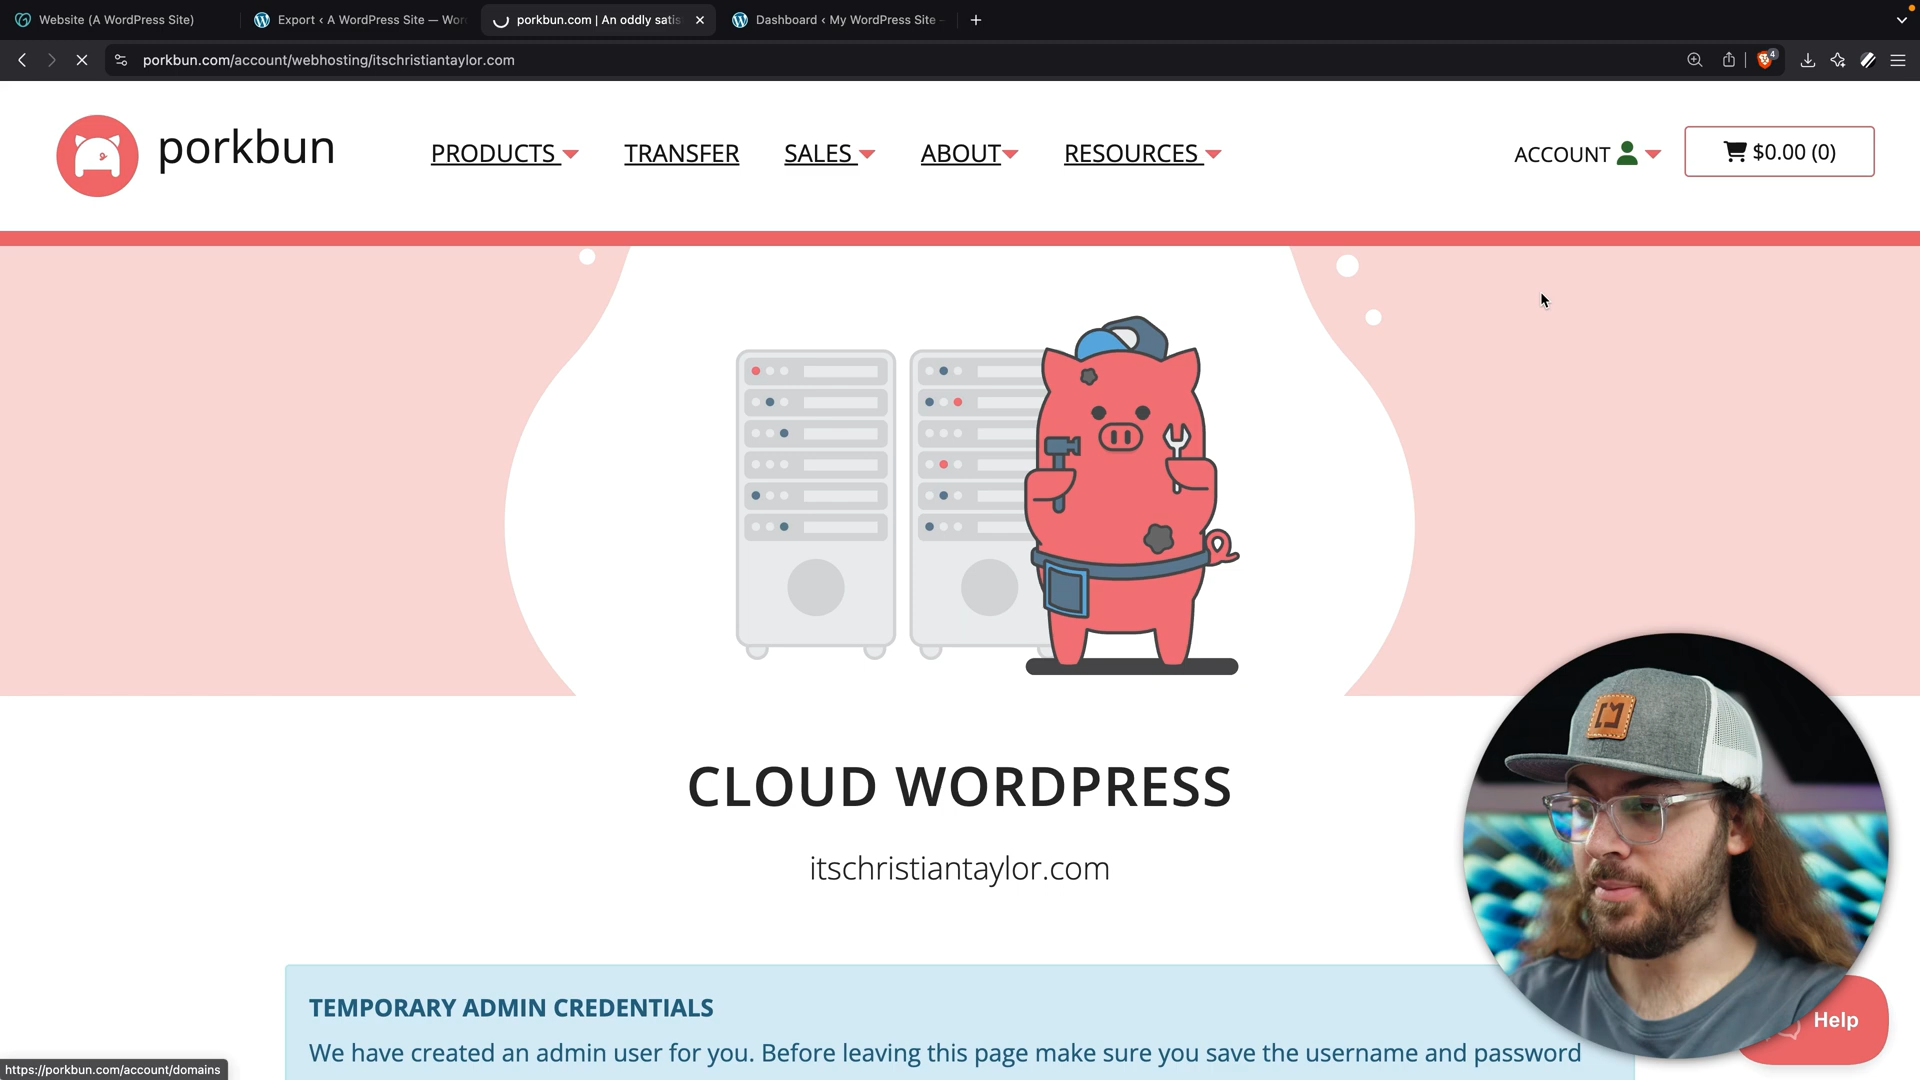 Website (A WordPress Site)
Export ‹ A WordPress Site — Wor
porkbun.com | An oddly satis
Dashboard ‹ My WordPress Site
porkbun.com/account/webhosting/itschristiantaylor.com
4
porkbun
PRODUCTS
TRANSFER
SALES
ABOUT
RESOURCES
ACCOUNT
$0.00 (0)
CLOUD WORDPRESS
itschristiantaylor.com
TEMPORARY ADMIN CREDENTIALS
We have created an admin user for you. Before leaving this page make sure you save the username and password
Help
https://porkbun.com/account/domains